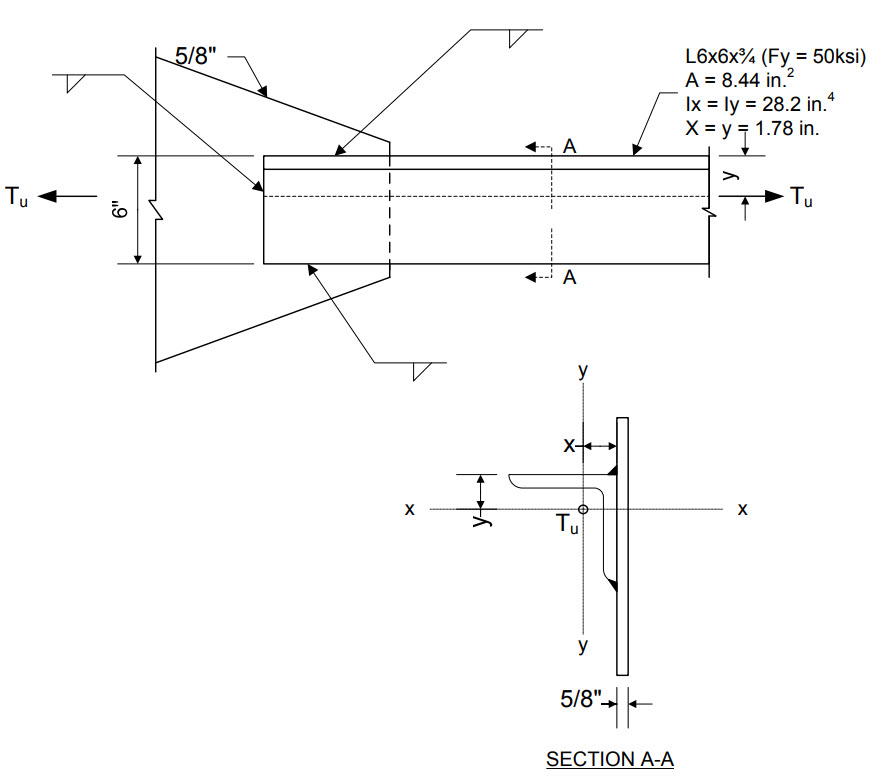 5/8"
L6x6x¾ (Fy = 50ksi)
A = 8.44 in.²
Ix = Iy = 28.2 in.⁴
X = y = 1.78 in.
A
y
Tu
6"
Tu
A
y
x
x
y
Tu
x
y
5/8"
SECTION A-A